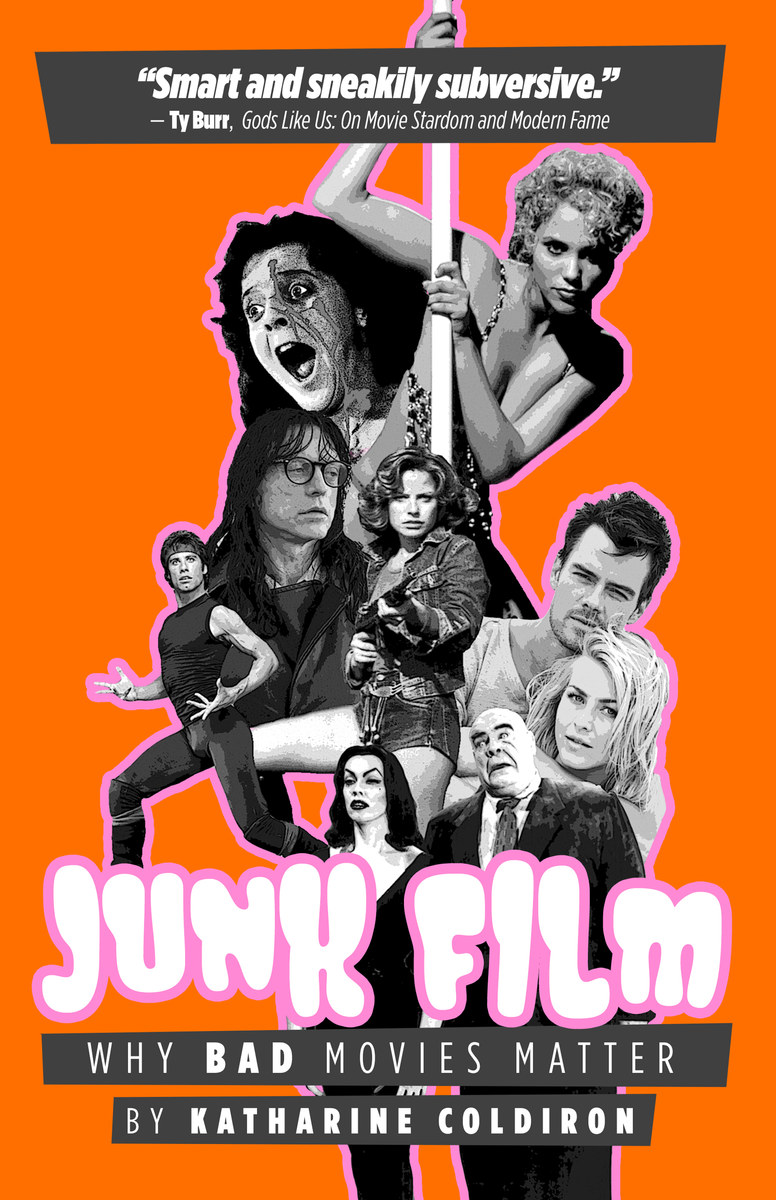 “Smart and sneakily subversive.”
– Ty Burr, Gods Like Us: On Movie Stardom and Modern Fame
JUNK FILM
WHY BAD MOVIES MATTER
BY KATHARINE COLDIRON